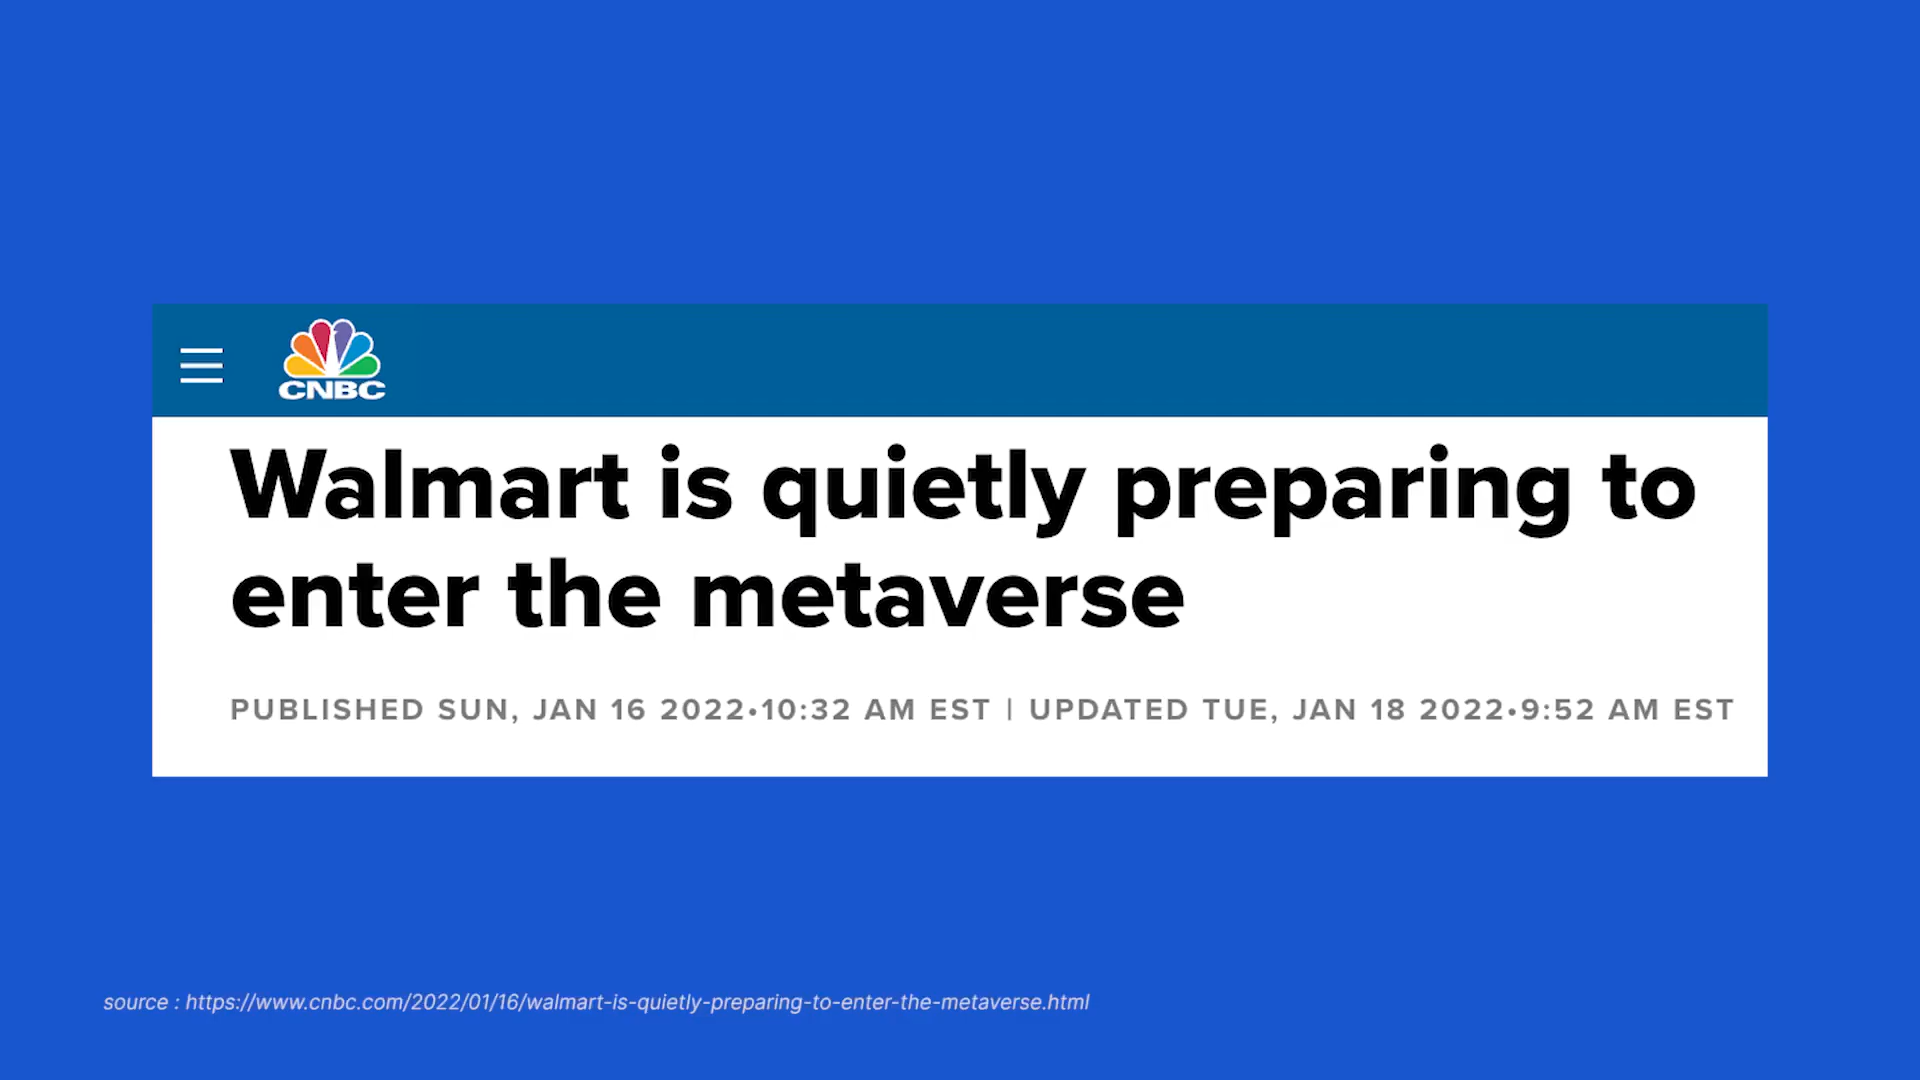 CNBC
Walmart is quietly preparing to
enter the metaverse
PUBLISHED SUN, JAN 16 2022•10:32 AM EST | UPDATED TUE, JAN 18 2022•9:52 AM EST
source : https://www.cnbc.com/2022/01/16/walmart-is-quietly-preparing-to-enter-the-metaverse.html